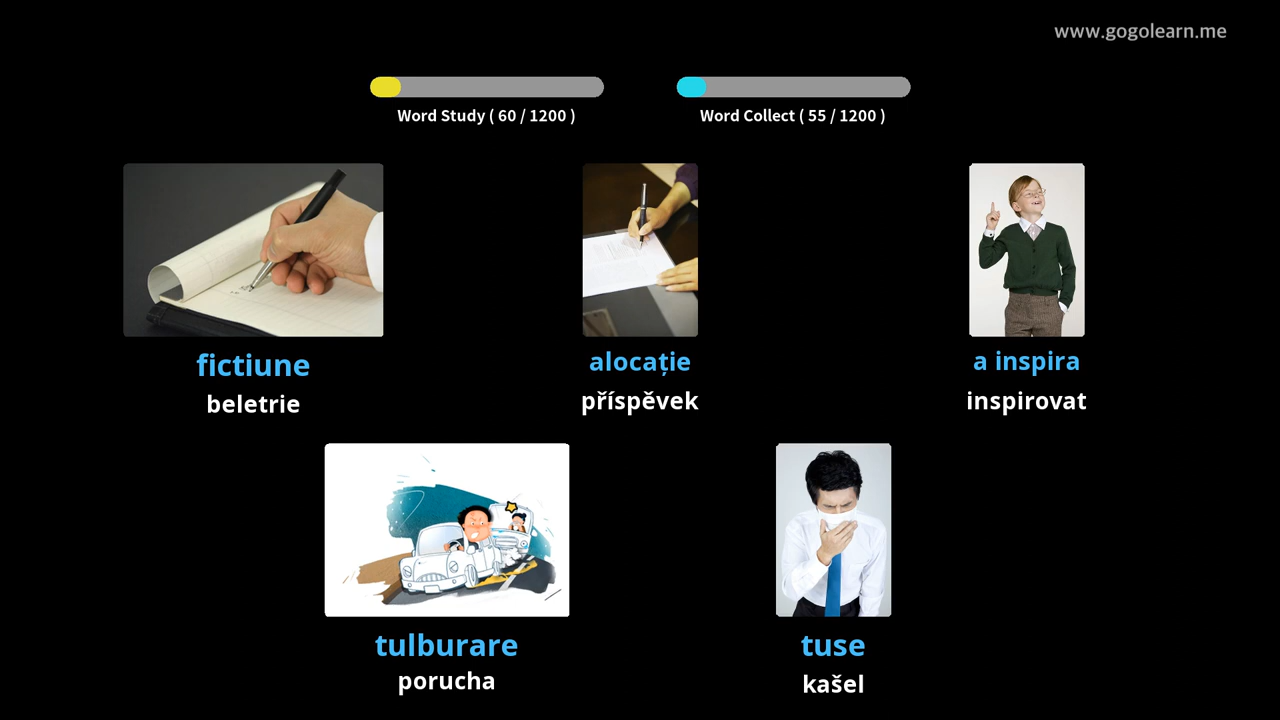 www.gogolearn.me
Word Study ( 60 / 1200 )
Word Collect ( 55 / 1200 )
fictiune
beletrie
alocație
příspěvek
a inspira
inspirovat
tulburare
porucha
tuse
kašel